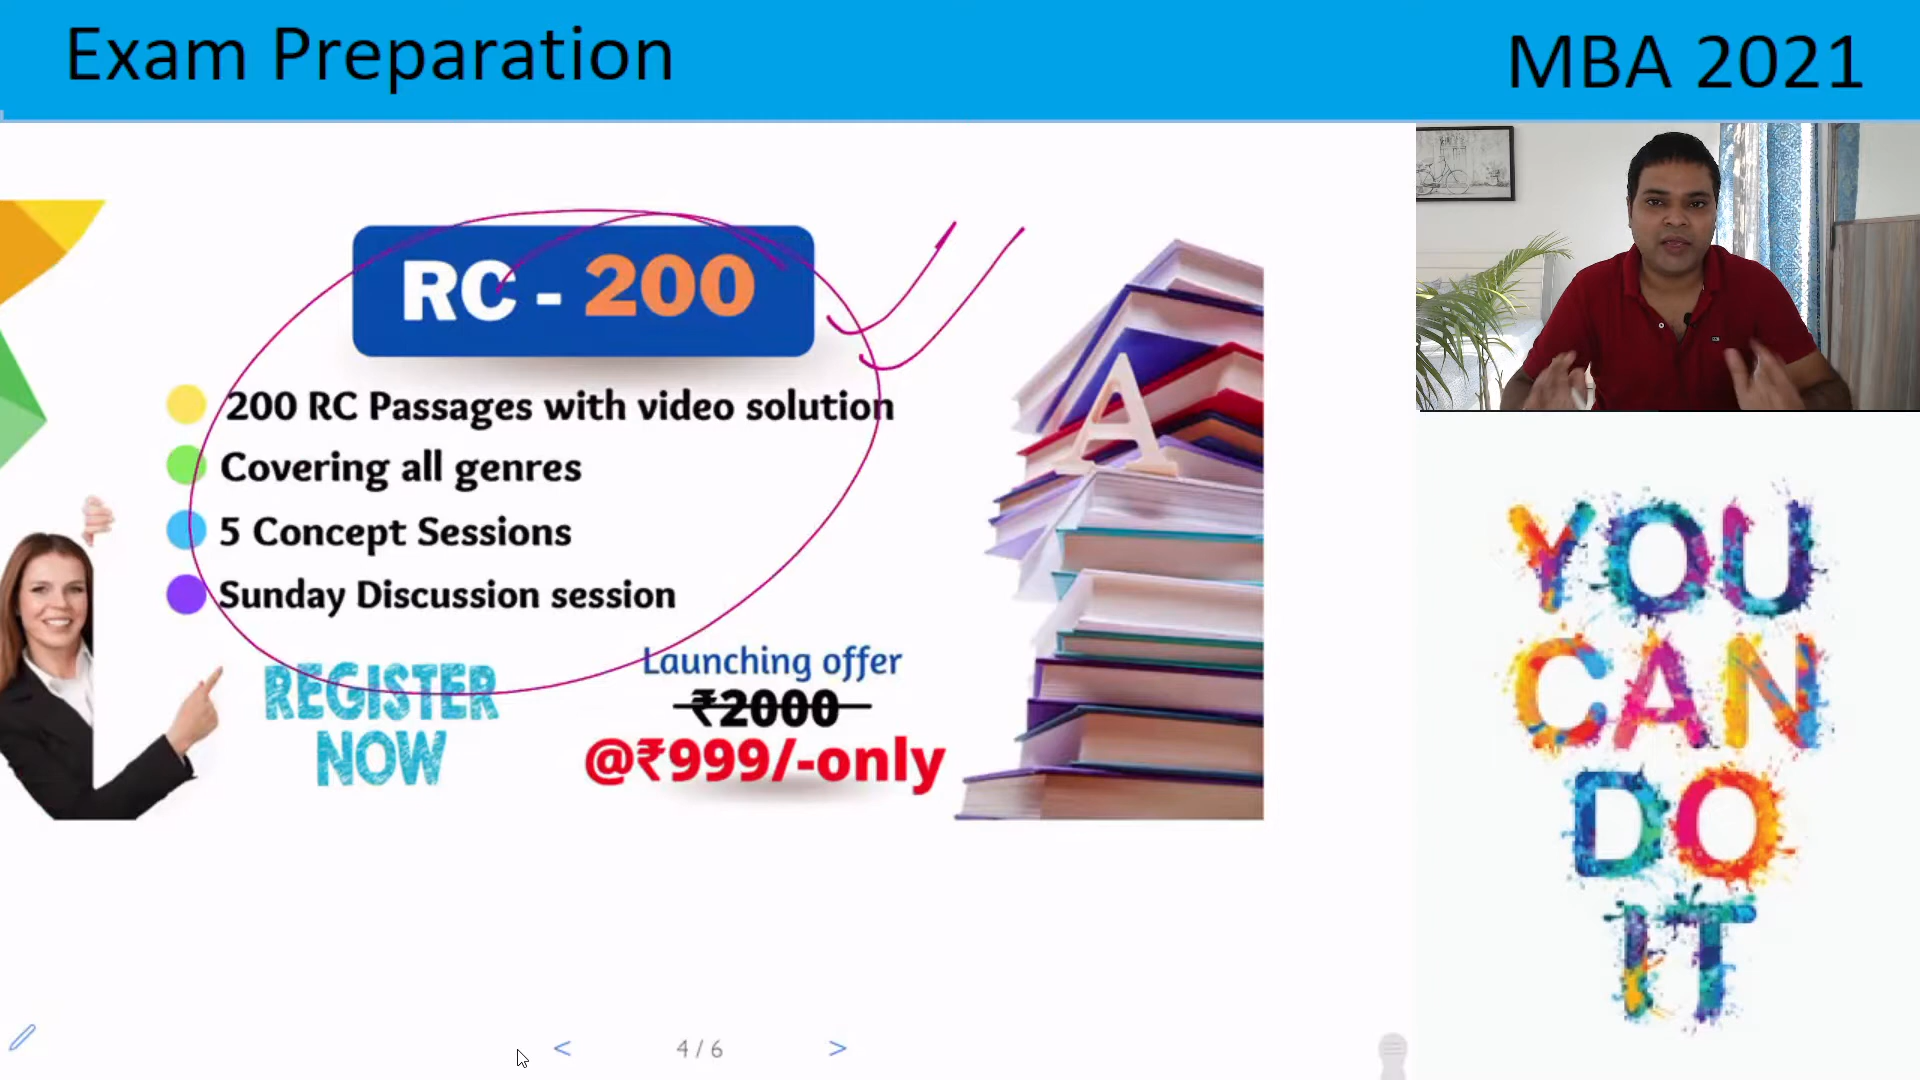 Exam Preparation
MBA 2021
RC - 200
200 RC Passages with video solution
Covering all genres
5 Concept Sessions
Sunday Discussion session
REGISTER
NOW
Launching offer
₹2000
@₹999/-only
A
YOU
CAN
DO
IT
< 4 / 6 >